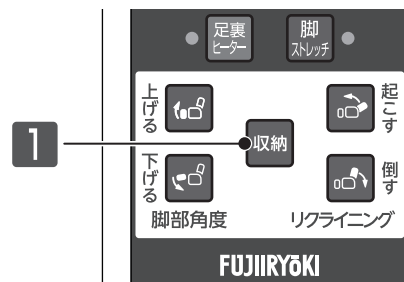 足裏
ヒーター
脚
ストレッチ
上げる
起こす
1
収納
下げる
倒す
脚部角度
リクライニング
FUJIIRYŌKI